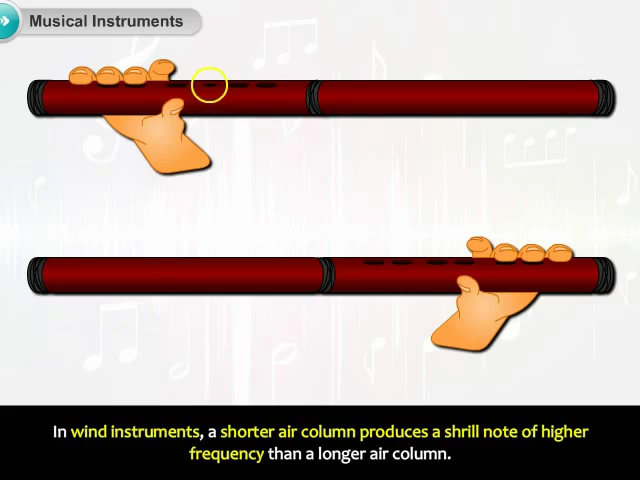 Musical Instruments
In wind instruments, a shorter air column produces a shrill note of higher
frequency than a longer air column.